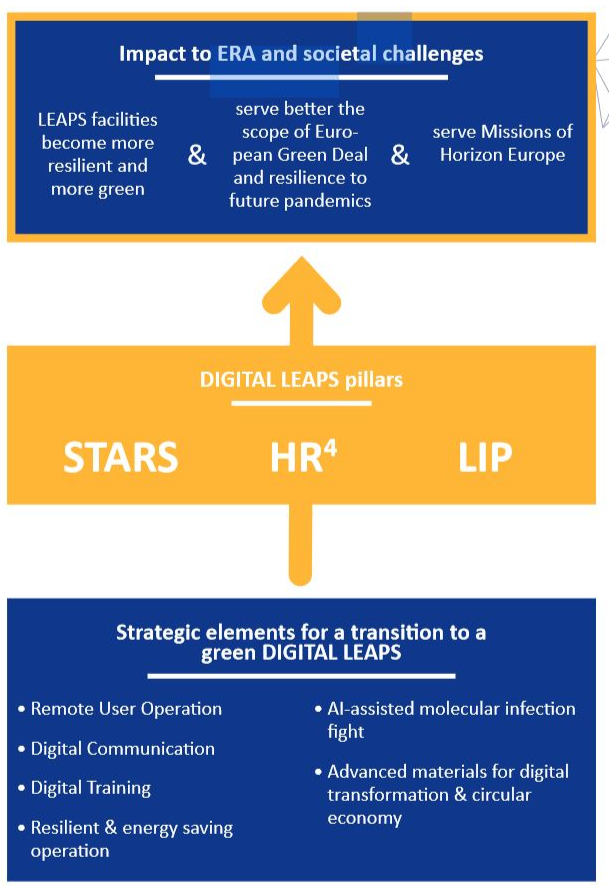 Impact to ERA and societal challenges
LEAPS facilities
become more
resilient and
more green
&
serve better the
scope of Euro-
pean Green Deal
and resilience to
future pandemics
&
serve Missions of
Horizon Europe
DIGITAL LEAPS pillars
STARS
HR⁴
LIP
Strategic elements for a transition to a
green DIGITAL LEAPS
• Remote User Operation
• Digital Communication
• Digital Training
• Resilient & energy saving
operation
• AI-assisted molecular infection
fight
• Advanced materials for digital
transformation & circular
economy